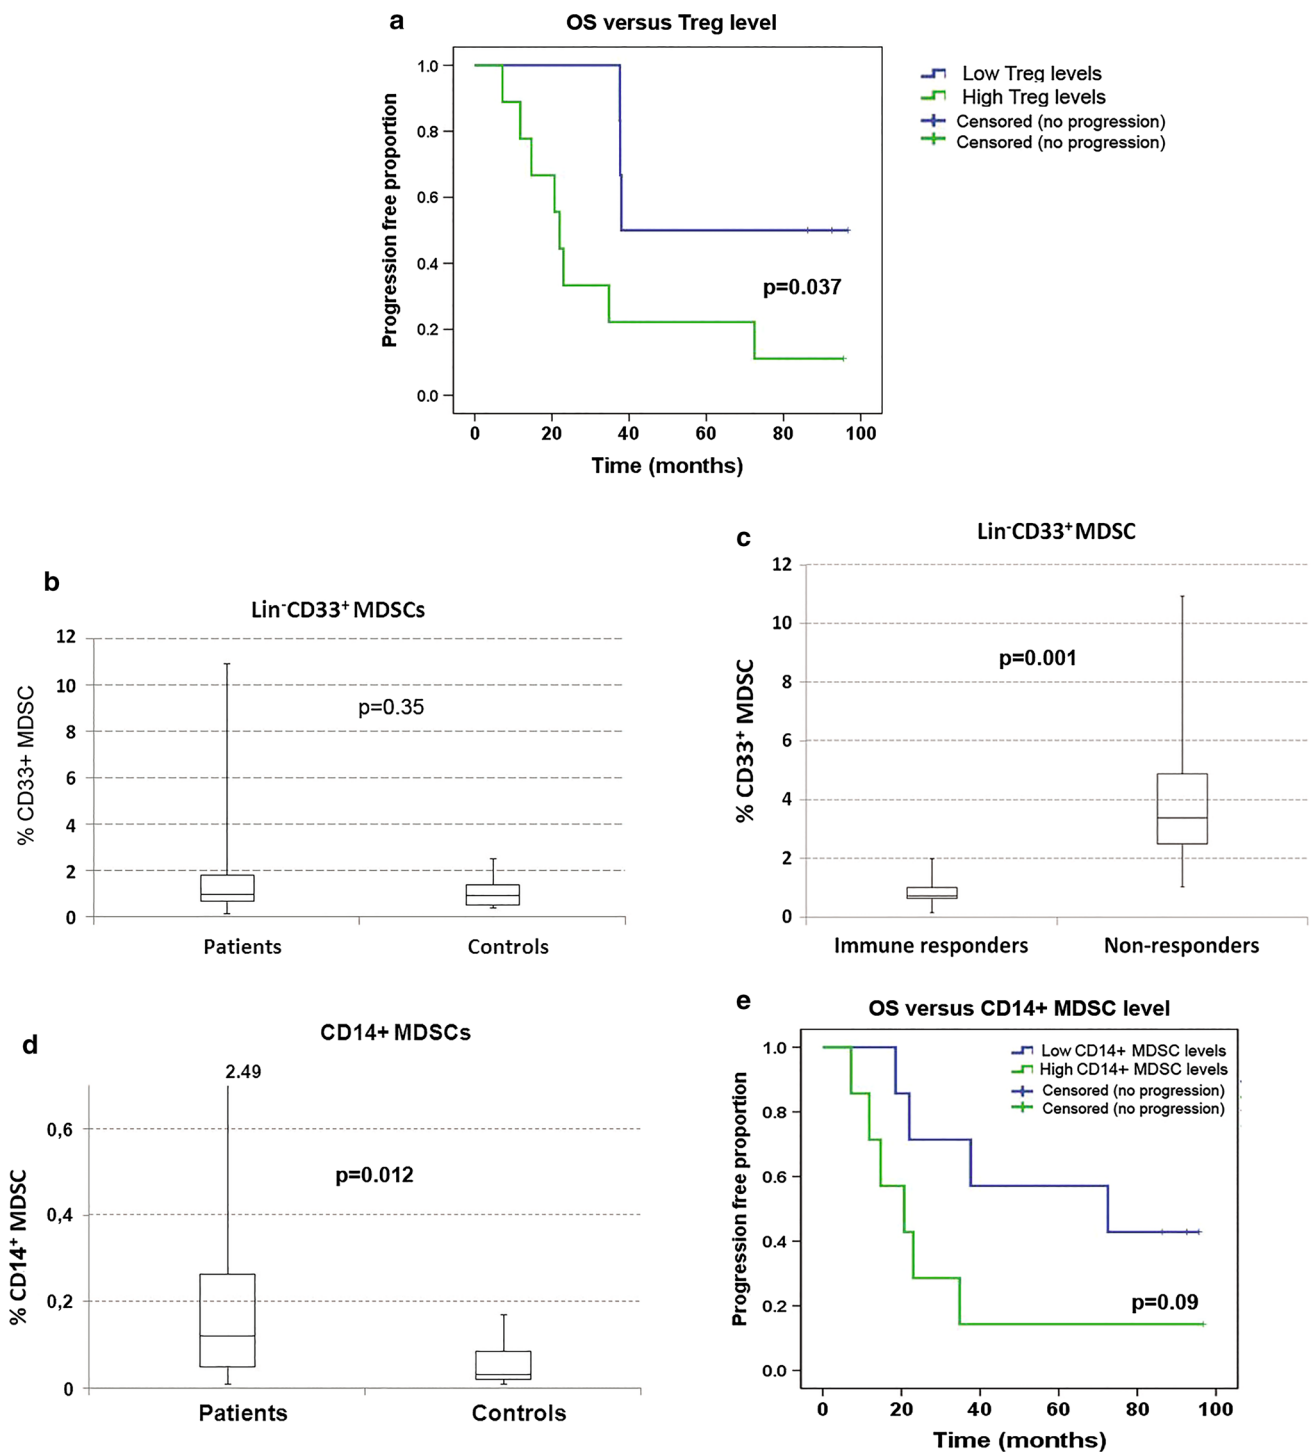 a
OS versus Treg level
Progression free proportion
1.0
0.8
0.6
0.4
0.2
0.0
p=0.037
0 20 40 60 80 100
Time (months)
Low Treg levels
High Treg levels
Censored (no progression)
Censored (no progression)
b
Lin-CD33+ MDSCs
% CD33+ MDSC
12
10
8
6
4
2
0
p=0.35
Patients Controls
c
Lin-CD33+ MDSC
% CD33+ MDSC
12
10
8
6
4
2
0
p=0.001
Immune responders Non-responders
d
CD14+ MDSCs
2.49
% CD14+ MDSC
0,6
0,4
0,2
0
p=0.012
Patients Controls
e
OS versus CD14+ MDSC level
Progression free proportion
1.0
0.8
0.6
0.4
0.2
0.0
Low CD14+ MDSC levels
High CD14+ MDSC levels
Censored (no progression)
Censored (no progression)
p=0.09
0 20 40 60 80 100
Time (months)